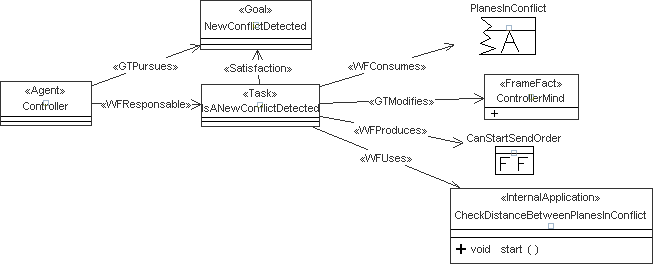 «Goal»
NewConflictDetected
PlanesInConflict
A
«GTPursues»
«Satisfaction»
«WFConsumes»
«Agent»
Controller
«WFResponsable»
«Task»
IsANewConflictDetected
«GTModifies»
«FrameFact»
ControllerMind
+
«WFProduces»
CanStartSendOrder
F F
«WFUses»
«InternalApplication»
CheckDistanceBetweenPlanesInConflict
+ void start ( )